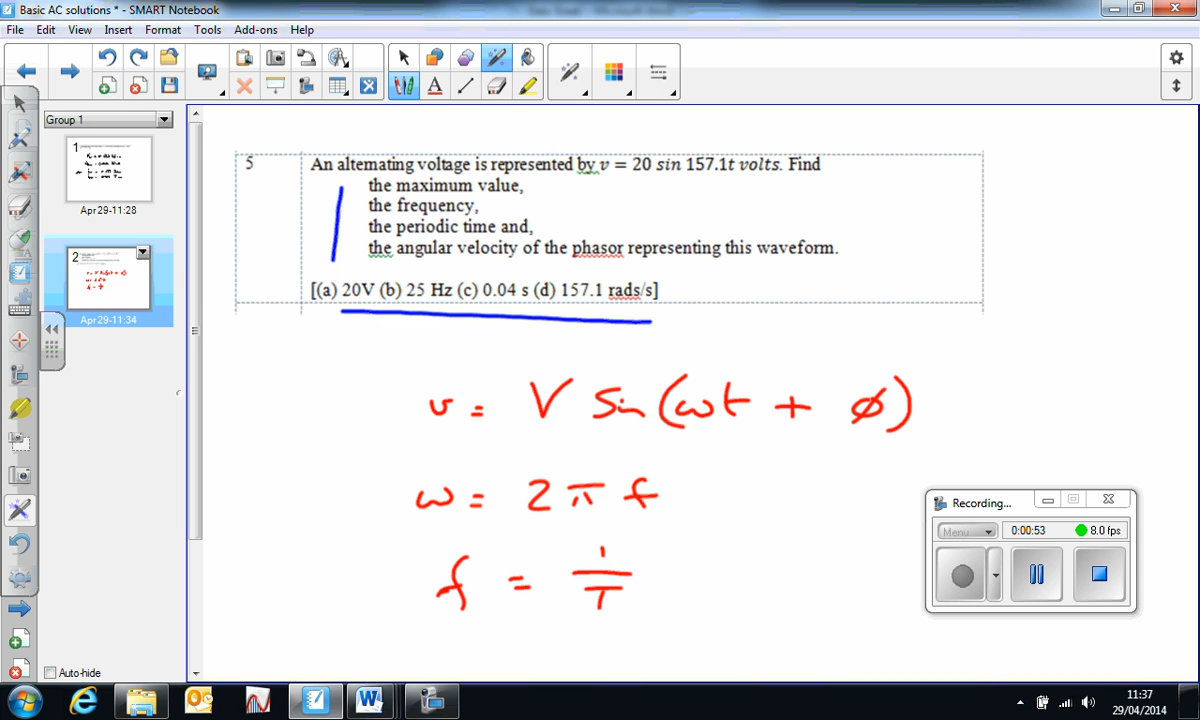 Basic AC solutions * - SMART Notebook
File Edit View Insert Format Tools Add-ons Help
Group 1
1
Apr 29-11:28
2
Apr 29-11:34
Auto-hide
5
An alternating voltage is represented by v = 20 sin 157.1t volts. Find
the maximum value,
the frequency,
the periodic time and,
the angular velocity of the phasor representing this waveform.
[(a) 20V (b) 25 Hz (c) 0.04 s (d) 157.1 rads/s]
v = V Sin(ωt + φ)
ω = 2 π f
f = 1/T
Recording...
Menu
0:00:53
8.0 fps
11:37
29/04/2014